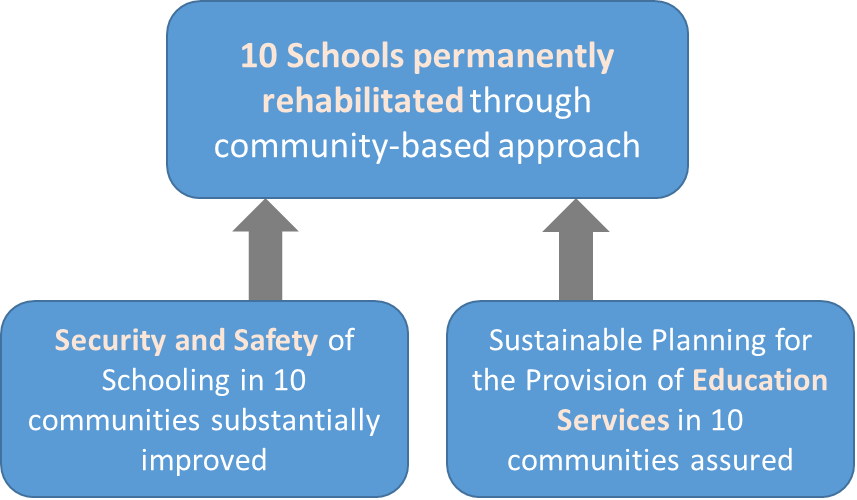 10 Schools permanently
rehabilitated through
community-based approach
Security and Safety of
Schooling in 10
communities substantially
improved
Sustainable Planning for
the Provision of Education
Services in 10
communities assured